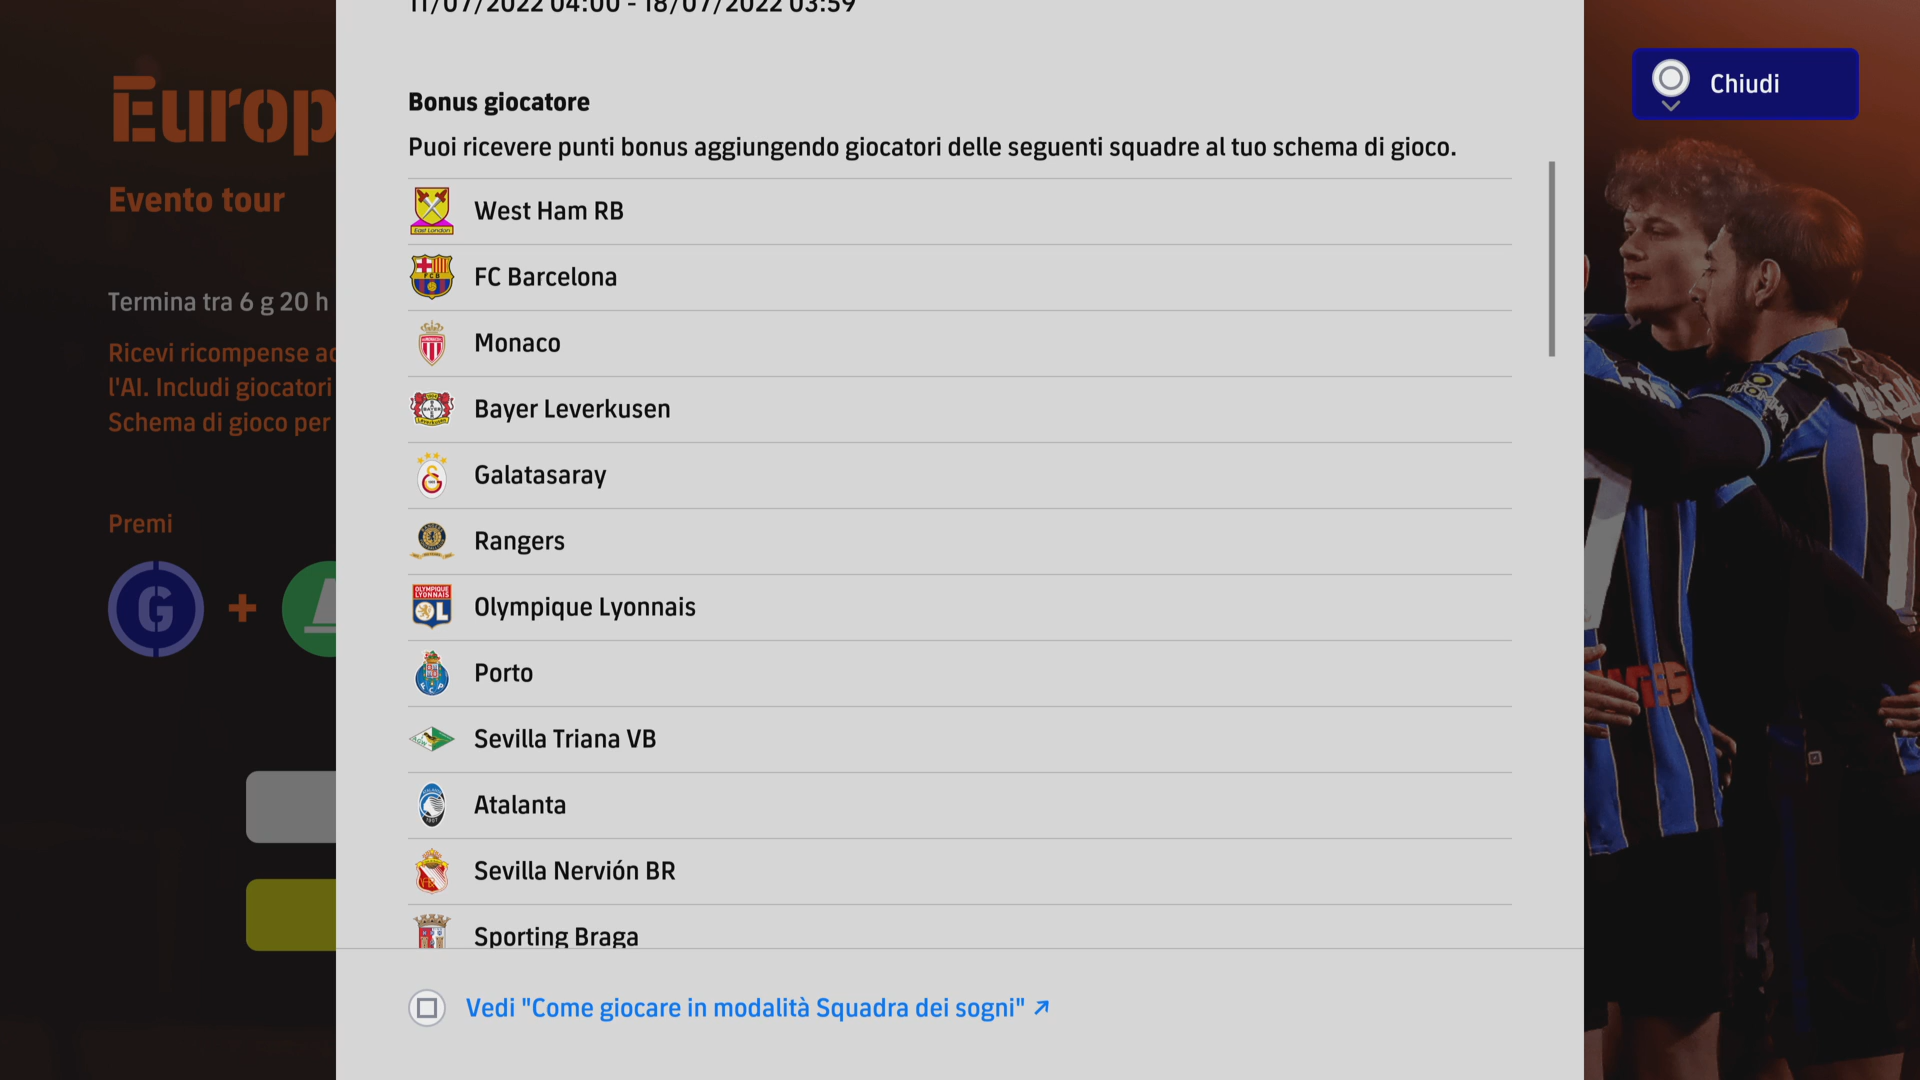 11/07/2022 04:00 - 18/07/2022 03:59
Europ
Evento tour
Termina tra 6 g 20 h
Ricevi ricompense
l'AI. Includi giocatori
Schema di gioco per
Premi
G
Bonus giocatore
Puoi ricevere punti bonus aggiungendo giocatori delle seguenti squadre al tuo schema di gioco.
West Ham RB
FC Barcelona
Monaco
Bayer Leverkusen
Galatasaray
Rangers
Olympique Lyonnais
Porto
Sevilla Triana VB
Atalanta
Sevilla Nervión BR
Sporting Braga
Vedi "Come giocare in modalità Squadra dei sogni"
Chiudi